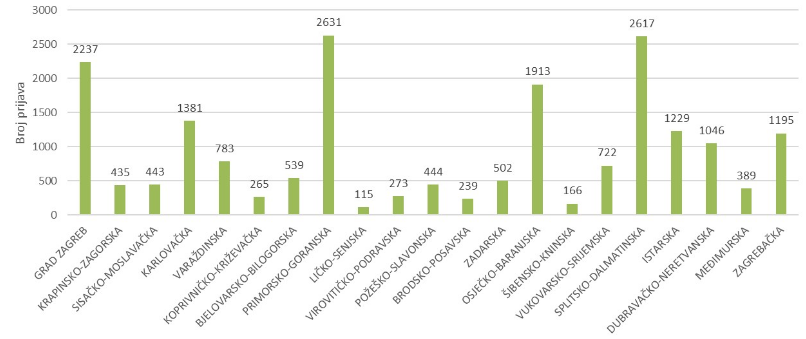 Broj prijava
3000
2500
2000
1500
1000
500
0
2237
435
443
1381
783
265
539
2631
115
273
444
239
502
1913
166
722
2617
1229
1046
389
1195
GRAD ZAGREB
KRAPINSKO-ZAGORSKA
SISAČKO-MOSLAVAČKA
KARLOVAČKA
VARAŽDINSKA
KOPRIVNIČKO-KRIŽEVAČKA
BJELOVARSKO-BILOGORSKA
PRIMORSKO-GORANSKA
LIČKO-SENJSKA
VIROVITIČKO-PODRAVSKA
POŽEŠKO-SLAVONSKA
BRODSKO-POSAVSKA
ZADARSKA
OSJEČKO-BARANJSKA
ŠIBENSKO-KNINSKA
VUKOVARSKO-SRIJEMSKA
SPLITSKO-DALMATINSKA
ISTARSKA
DUBRAVAČKO-NERETVANSKA
MEĐIMURSKA
ZAGREBAČKA